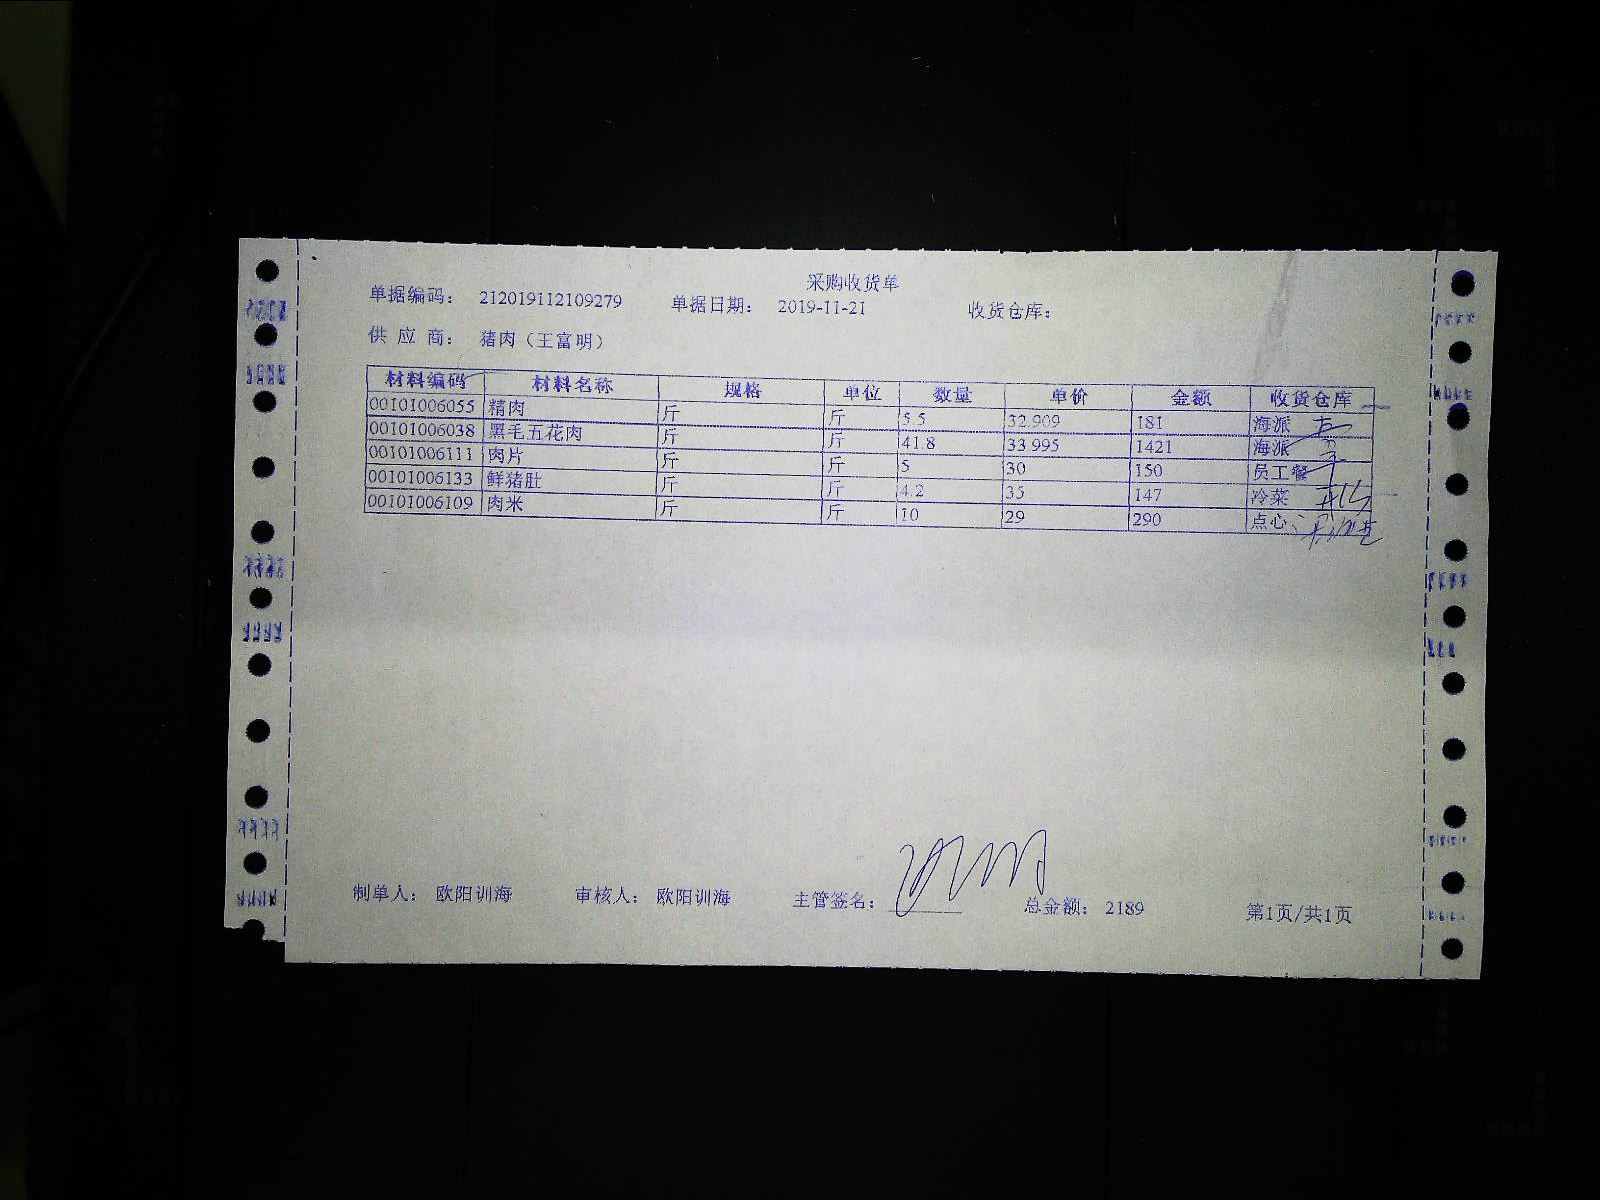 采购收货单
单据编码： 212019112109279 单据日期： 2019-11-21 收货仓库：
供 应 商： 猪肉（王富明）
材料编码 材料名称 规格 单位 数量 单价 金额 收货仓库
00101006055 精肉 斤 斤 5.5 32.909 181 海派
00101006038 黑毛五花肉 斤 斤 41.8 33.995 1421 海派
00101006111 肉片 斤 斤 5 30 150 员工餐
00101006133 鲜猪肚 斤 斤 4.2 35 147 冷菜
00101006109 肉米 斤 斤 10 29 290 点心
制单人： 欧阳训海 审核人： 欧阳训海 主管签名： 总金额： 2189 第1页/共1页